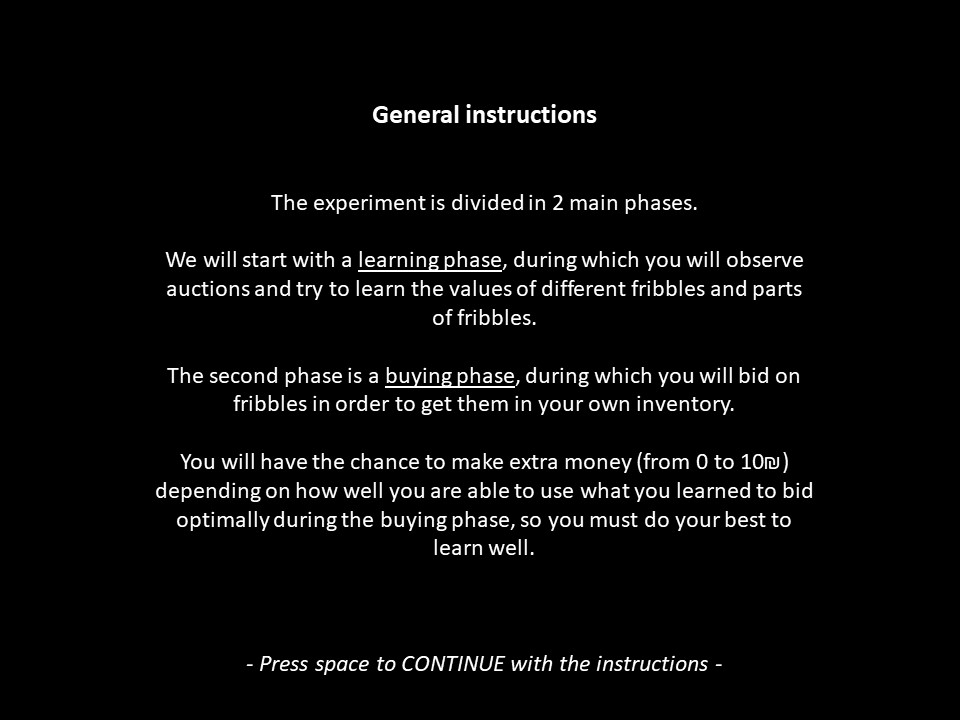 General instructions
The experiment is divided in 2 main phases.
We will start with a learning phase, during which you will observe
auctions and try to learn the values of different fribbles and parts
of fribbles.
The second phase is a buying phase, during which you will bid on
fribbles in order to get them in your own inventory.
You will have the chance to make extra money (from 0 to 10₪)
depending on how well you are able to use what you learned to bid
optimally during the buying phase, so you must do your best to
learn well.
- Press space to CONTINUE with the instructions -